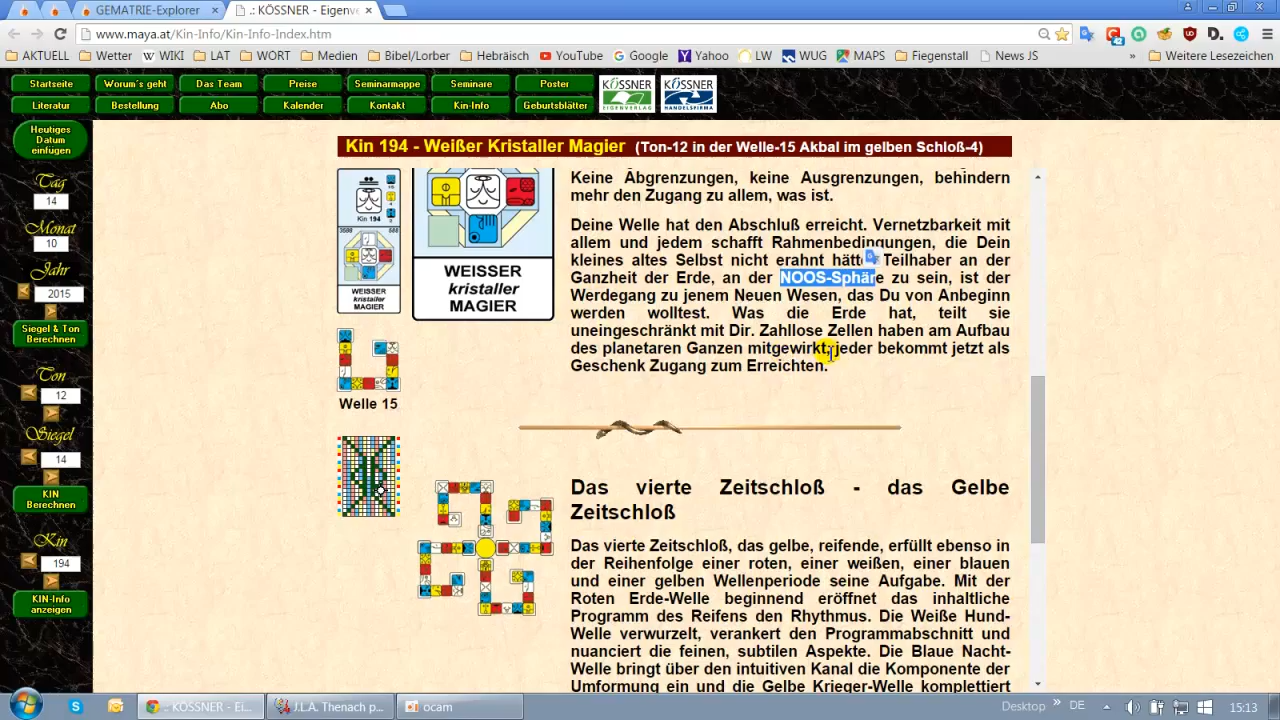 GEMATRIE-Explorer
.: KÖSSNER - Eigenve
www.maya.at/Kin-Info/Kin-Info-Index.htm
AKTUELL
Wetter
WIKI
LAT
WORT
Medien
Bibel/Lorber
Hebräisch
YouTube
Google
Yahoo
LW
WUG
MAPS
Fiegenstall
News JS
»
Weitere Lesezeichen
Startseite
Worum's geht
Das Team
Preise
Seminarmappe
Seminare
Poster
Literatur
Bestellung
Abo
Kalender
Kontakt
Kin-Info
Geburtsblätter
KÖSSNER
EIGENVERLAG
KÖSSNER
HANDELSFIRMA
Heutiges
Datum
einfügen
Tag
14
Monat
10
Jahr
2015
Siegel & Ton
Berechnen
Ton
12
Siegel
14
KIN
Berechnen
Kin
194
KIN-Info
anzeigen
Kin 194 - Weißer Kristaller Magier (Ton-12 in der Welle-15 Akbal im gelben Schloß-4)
Kin 194
WEISSER
kristaller
MAGIER
WEISSER
kristaller
MAGIER
Welle 15
Keine Abgrenzungen, keine Ausgrenzungen, behindern
mehr den Zugang zu allem, was ist.
Deine Welle hat den Abschluß erreicht. Vernetzbarkeit mit
allem und jedem schafft Rahmenbedingungen, die Dein
kleines altes Selbst nicht erahnt hätte. Teilhaber an der
Ganzheit der Erde, an der NOOS-Sphäre zu sein, ist der
Werdegang zu jenem Neuen Wesen, das Du von Anbeginn
werden wolltest. Was die Erde hat, teilt sie
uneingeschränkt mit Dir. Zahllose Zellen haben am Aufbau
des planetaren Ganzen mitgewirkt, jeder bekommt jetzt als
Geschenk Zugang zum Erreichten.
Das vierte Zeitschloß - das Gelbe
Zeitschloß
Das vierte Zeitschloß, das gelbe, reifende, erfüllt ebenso in
der Reihenfolge einer roten, einer weißen, einer blauen
und einer gelben Wellenperiode seine Aufgabe. Mit der
Roten Erde-Welle beginnend eröffnet das inhaltliche
Programm des Reifens den Rhythmus. Die Weiße Hund-
Welle verwurzelt, verankert den Programmabschnitt und
nuanciert die feinen, subtilen Aspekte. Die Blaue Nacht-
Welle bringt über den intuitiven Kanal die Komponente der
Umformung ein und die Gelbe Krieger-Welle komplettiert
KÖSSNER - Ei...
J.L.A. Thenach p...
ocam
Desktop
»
DE
15:13